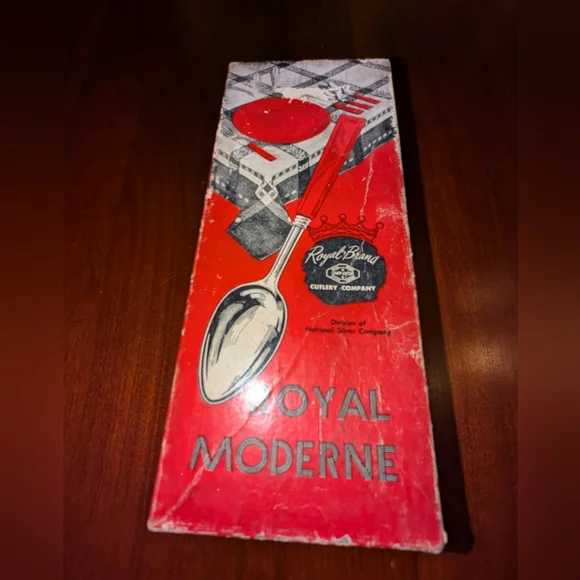 Royal Brand
CUTLERY COMPANY
Division of
National Silver Company
ROYAL
MODERNE